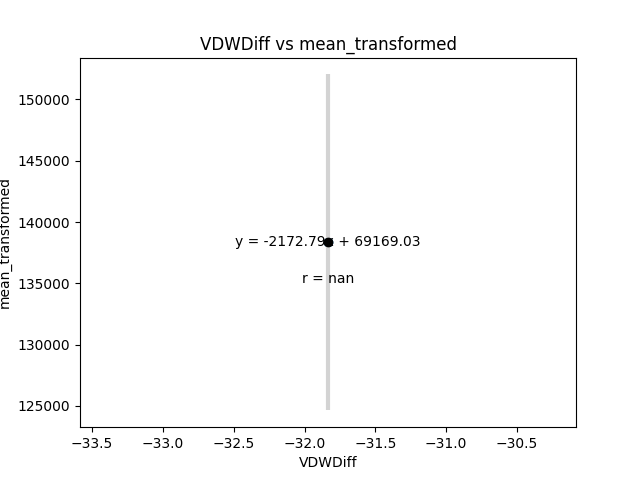 VDWDiff vs mean_transformed
mean_transformed
150000
145000
140000
135000
130000
125000
y = -2172.79x + 69169.03
r = nan
−33.5 −33.0 −32.5 −32.0 −31.5 −31.0 −30.5
VDWDiff